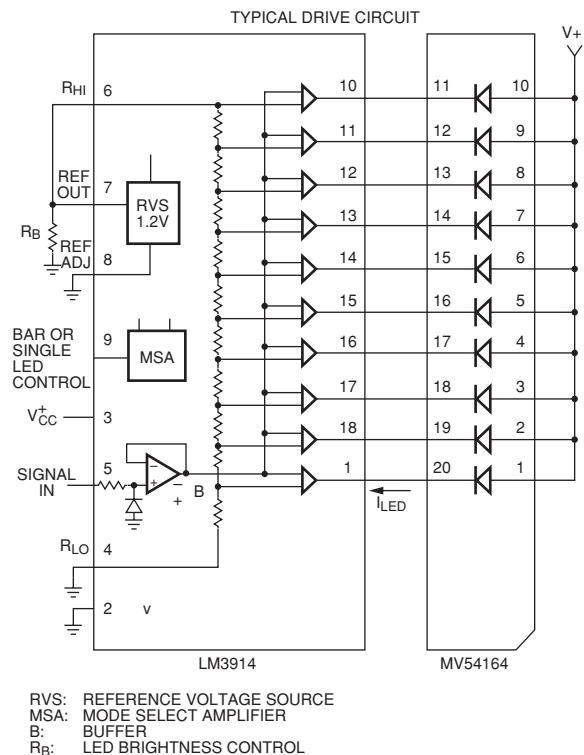 TYPICAL DRIVE CIRCUIT
V+
RHI 6 10 11 10
11 12 9
REF OUT 7 12 13 8
RVS 1.2V
13 14 7
RB
REF ADJ 8 14 15 6
15 16 5
BAR OR SINGLE LED CONTROL 9 16 17 4
MSA
17 18 3
V+CC 3
18 19 2
SIGNAL IN 5 1 20 1
− + − + B
ILED
RLO 4
2 v
LM3914 MV54164
RVS: REFERENCE VOLTAGE SOURCE
MSA: MODE SELECT AMPLIFIER
B: BUFFER
RB: LED BRIGHTNESS CONTROL